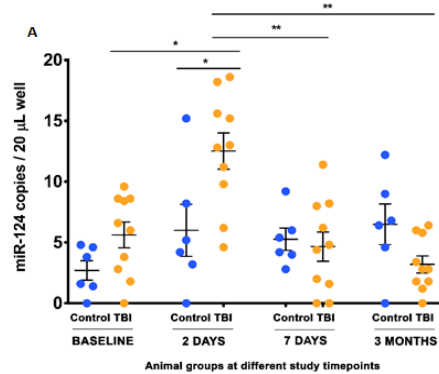 A
**
*
**
*
20
15
10
5
0
miR-124 copies / 20 μL well
Control TBI Control TBI Control TBI Control TBI
BASELINE 2 DAYS 7 DAYS 3 MONTHS
Animal groups at different study timepoints